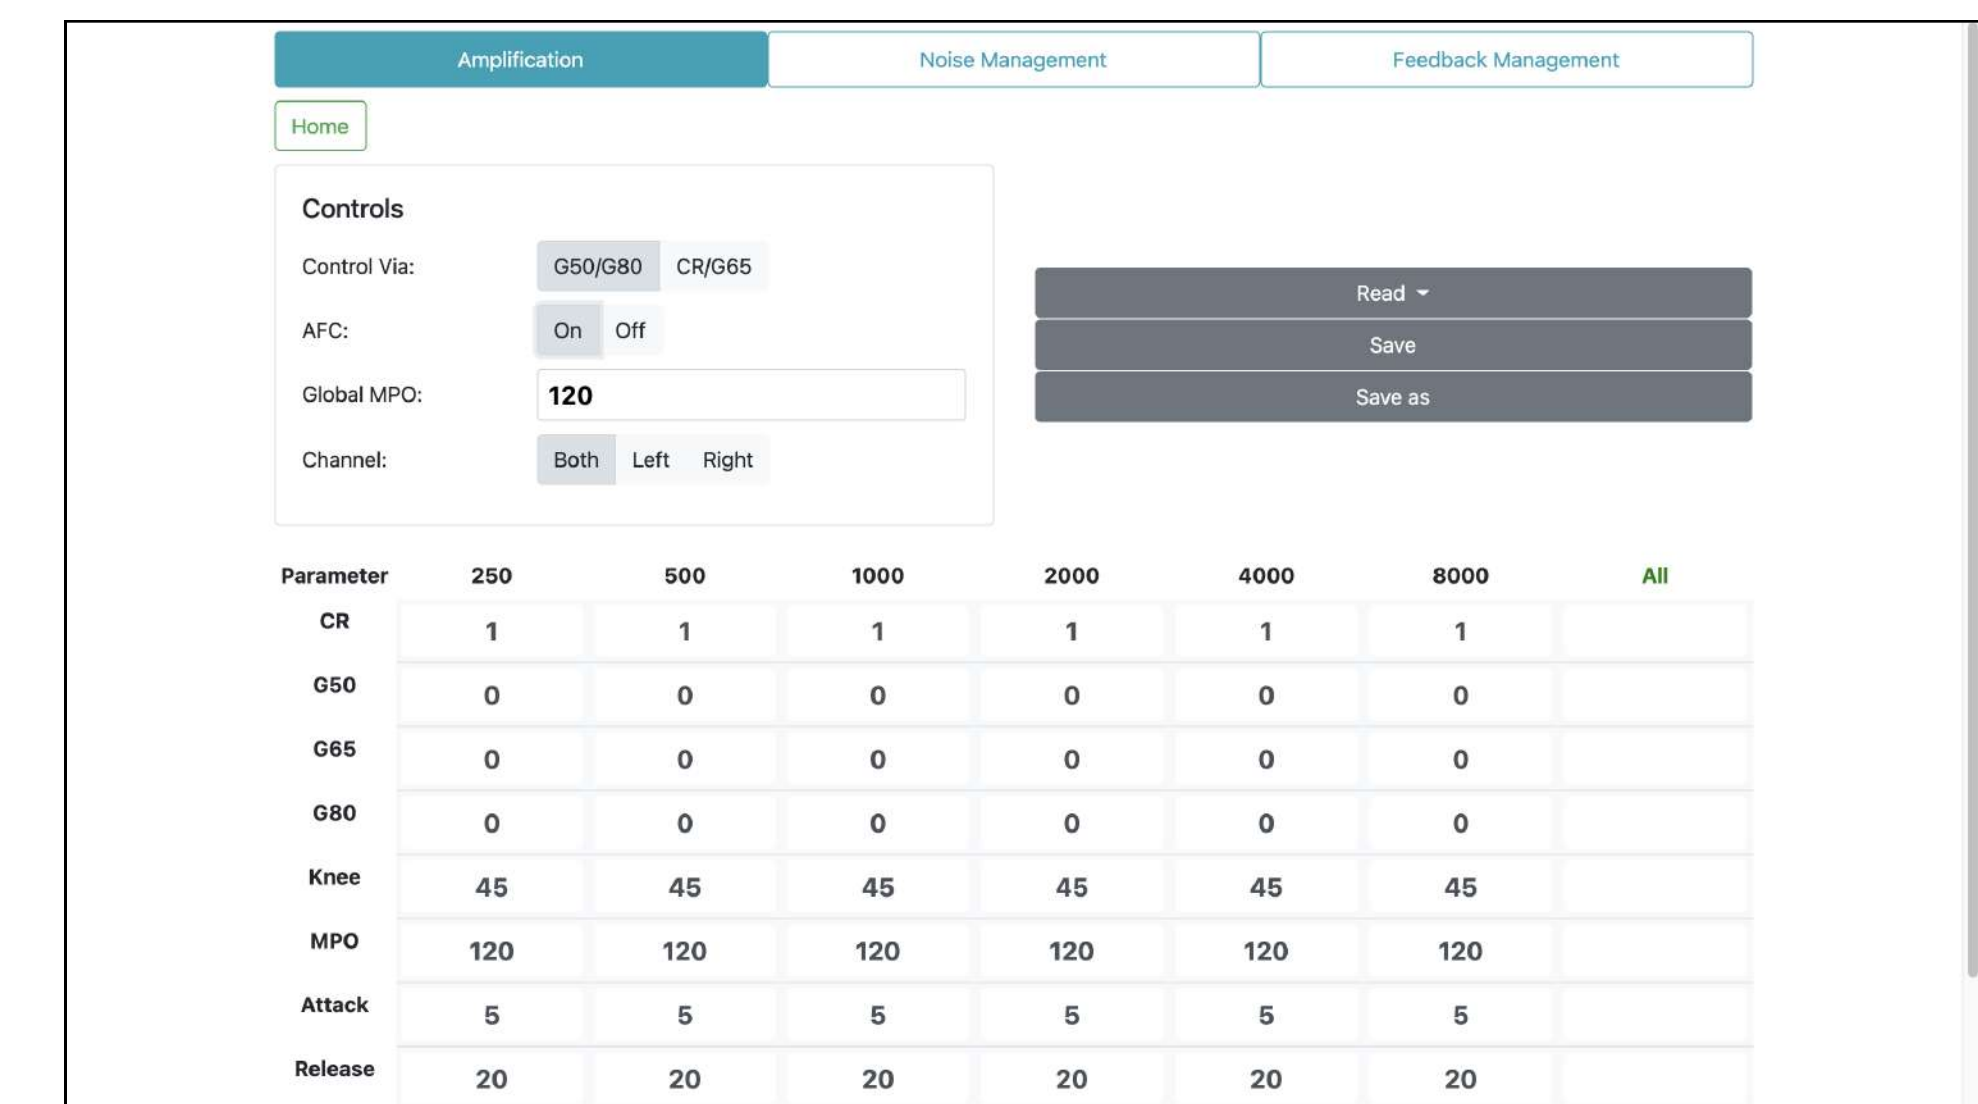 Amplification Noise Management Feedback Management
Home
Controls
Control Via: G50/G80 CR/G65
AFC: On Off
Global MPO: 120
Channel: Both Left Right
Read
Save
Save as
Parameter 250 500 1000 2000 4000 8000 All
CR 1 1 1 1 1 1
G50 0 0 0 0 0 0
G65 0 0 0 0 0 0
G80 0 0 0 0 0 0
Knee 45 45 45 45 45 45
MPO 120 120 120 120 120 120
Attack 5 5 5 5 5 5
Release 20 20 20 20 20 20